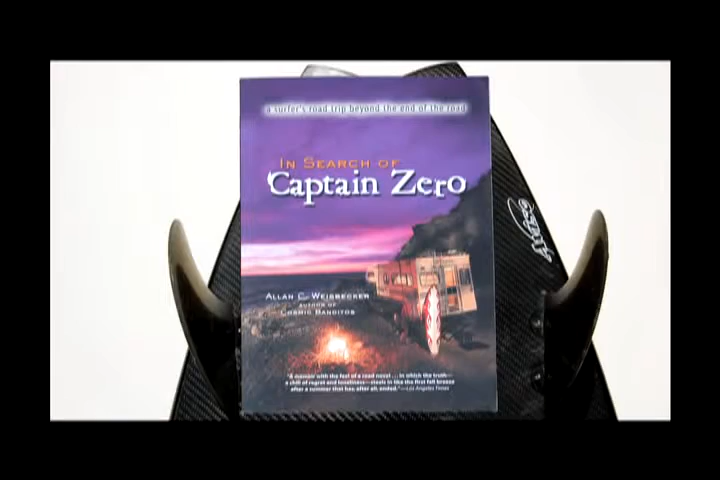 a surfer's road trip beyond the end of the road
IN SEARCH OF
Captain Zero
ALLAN C. WEISBECKER
AUTHOR OF
COSMIC BANDITOS
"A memoir with the feel of a road novel . . . in which the truth—
a chill of regret and loneliness—steals in like the first fall breeze
after a summer that has, after all, ended." —Los Angeles Times